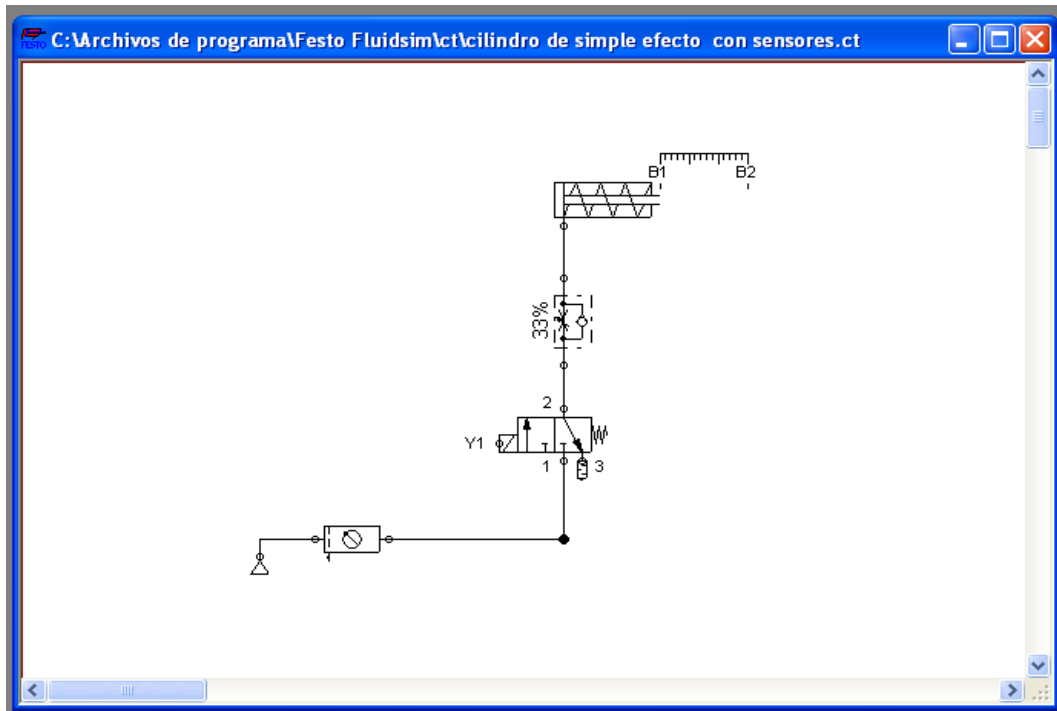 FESTO C:\Archivos de programa\Festo Fluidsim\ct\cilindro de simple efecto  con sensores.ct
B1 B2
33%
2
Y1
1 3